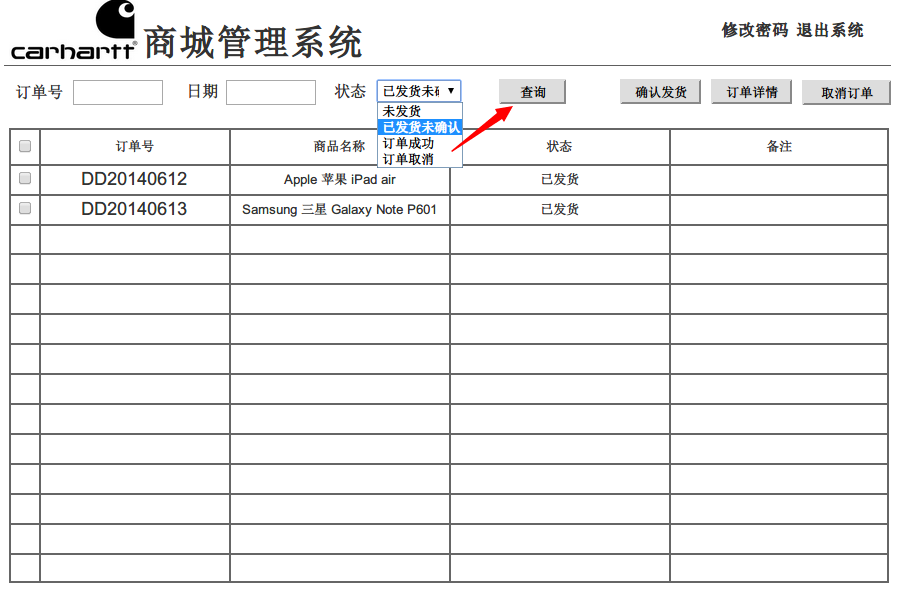 carhartt 商城管理系统
修改密码 退出系统
订单号 日期 状态 已发货未确 查询 确认发货 订单详情 取消订单
未发货
已发货未确认
订单成功
订单取消
订单号 商品名称 状态 备注
DD20140612 Apple 苹果 iPad air 已发货
DD20140613 Samsung 三星 Galaxy Note P601 已发货